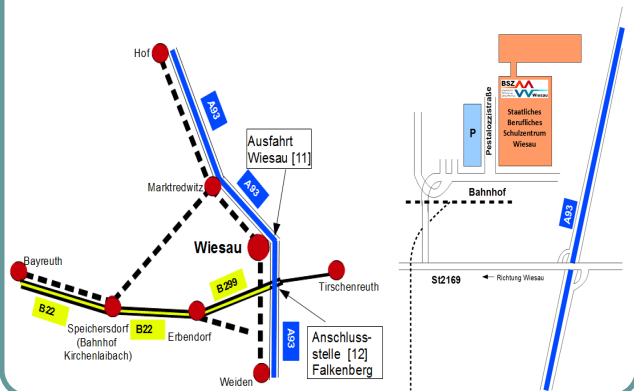 Hof
A93
Ausfahrt
Wiesau [11]
Marktredwitz
A93
Wiesau
Bayreuth
B299
Tirschenreuth
B22
Speichersdorf
(Bahnhof
Kirchenlaibach)
B22
Erbendorf
A93
Anschluss-
stelle [12]
Falkenberg
Weiden
BSZ
Wiesau
P
Pestalozzistraße
Staatliches
Berufliches
Schulzentrum
Wiesau
Bahnhof
A93
St2169
Richtung Wiesau